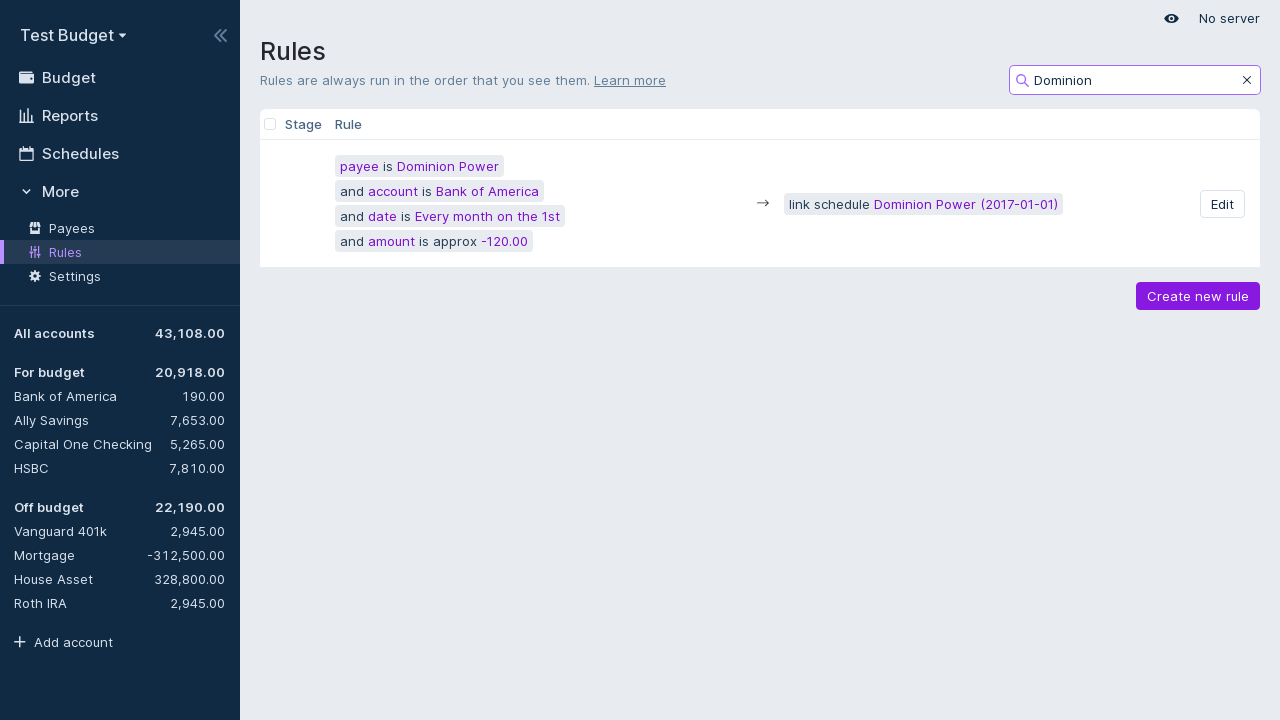 Test Budget
Budget
Reports
Schedules
More
Payees
Rules
Settings
All accounts 43,108.00
For budget 20,918.00
Bank of America 190.00
Ally Savings 7,653.00
Capital One Checking 5,265.00
HSBC 7,810.00
Off budget 22,190.00
Vanguard 401k 2,945.00
Mortgage -312,500.00
House Asset 328,800.00
Roth IRA 2,945.00
Add account
No server
Rules
Rules are always run in the order that you see them. Learn more
Dominion
Stage Rule
payee is Dominion Power
and account is Bank of America
and date is Every month on the 1st
and amount is approx -120.00
→ link schedule Dominion Power (2017-01-01)
Edit
Create new rule